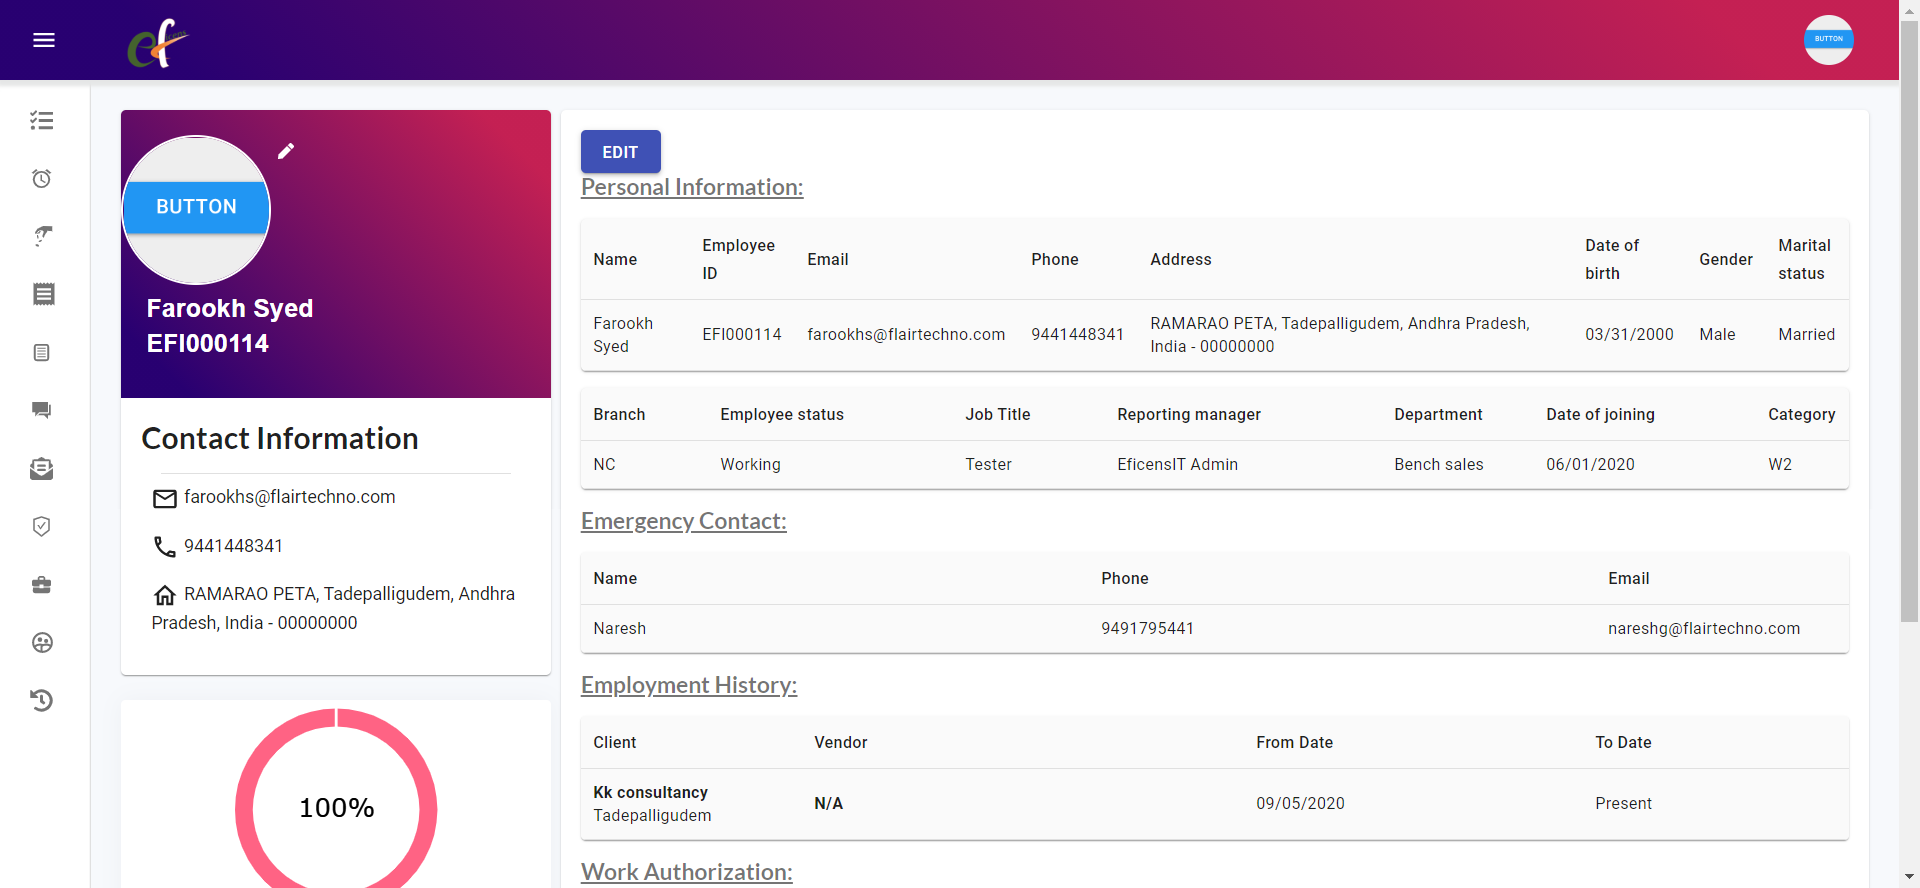 ef
BUTTON
BUTTON
Farookh Syed
EFI000114
Contact Information
farookhs@flairtechno.com
9441448341
RAMARAO PETA, Tadepalligudem, Andhra
Pradesh, India - 00000000
100%
EDIT
Personal Information:
Name Employee ID Email Phone Address Date of birth Gender Marital status
Farookh Syed EFI000114 farookhs@flairtechno.com 9441448341 RAMARAO PETA, Tadepalligudem, Andhra Pradesh, India - 00000000 03/31/2000 Male Married
Branch Employee status Job Title Reporting manager Department Date of joining Category
NC Working Tester EficensIT Admin Bench sales 06/01/2020 W2
Emergency Contact:
Name Phone Email
Naresh 9491795441 nareshg@flairtechno.com
Employment History:
Client Vendor From Date To Date
Kk consultancy N/A 09/05/2020 Present
Tadepalligudem
Work Authorization: